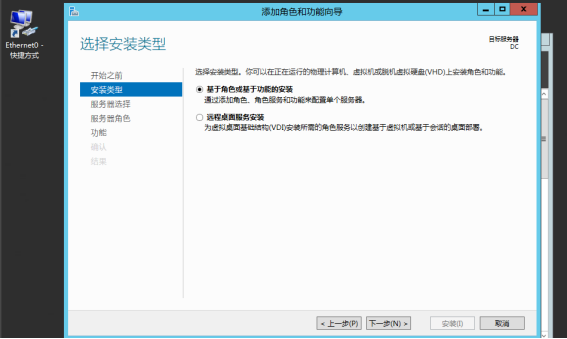 Ethernet0 -
快捷方式
添加角色和功能向导
选择安装类型
目标服务器
DC
开始之前
安装类型
服务器选择
服务器角色
功能
确认
结果
选择安装类型。你可以在正在运行的物理计算机、虚拟机或脱机虚拟硬盘(VHD)上安装角色和功能。
基于角色或基于功能的安装
通过添加角色、角色服务和功能来配置单个服务器。
远程桌面服务安装
为虚拟桌面基础结构(VDI)安装所需的角色服务以创建基于虚拟机或基于会话的桌面部署。
< 上一步(P)
下一步(N) >
安装(I)
取消